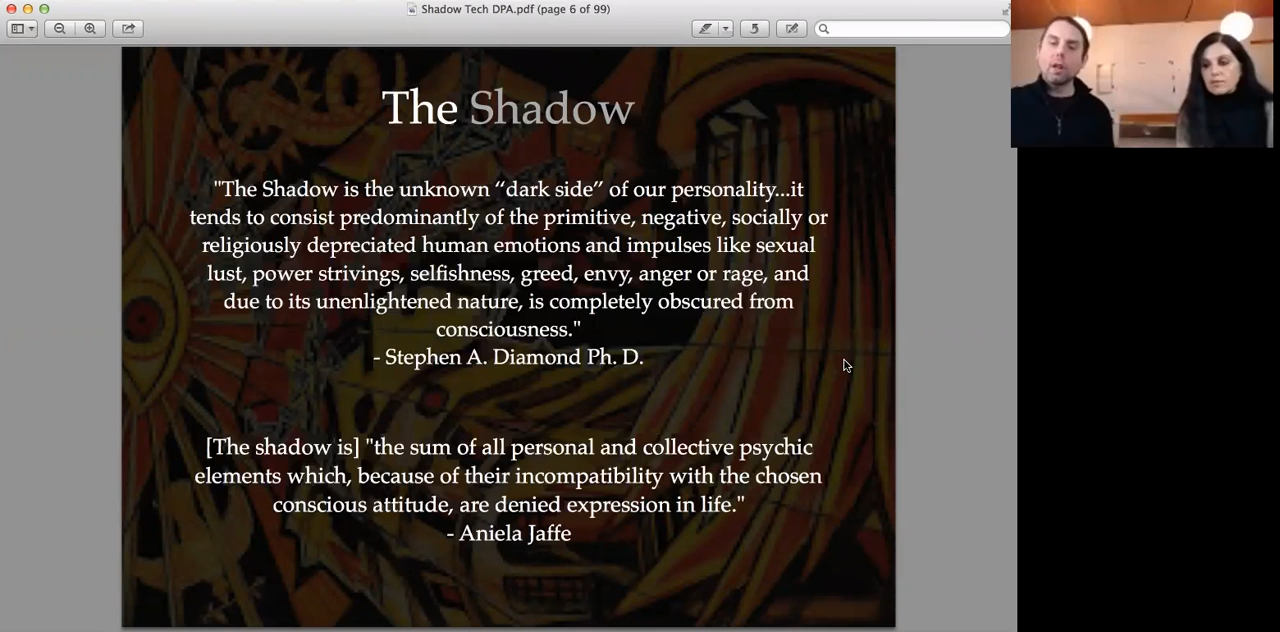 Shadow Tech DPA.pdf (page 6 of 99)
The Shadow
"The Shadow is the unknown “dark side” of our personality...it
tends to consist predominantly of the primitive, negative, socially or
religiously depreciated human emotions and impulses like sexual
lust, power strivings, selfishness, greed, envy, anger or rage, and
due to its unenlightened nature, is completely obscured from
consciousness."
- Stephen A. Diamond Ph. D.
[The shadow is] "the sum of all personal and collective psychic
elements which, because of their incompatibility with the chosen
conscious attitude, are denied expression in life."
- Aniela Jaffe